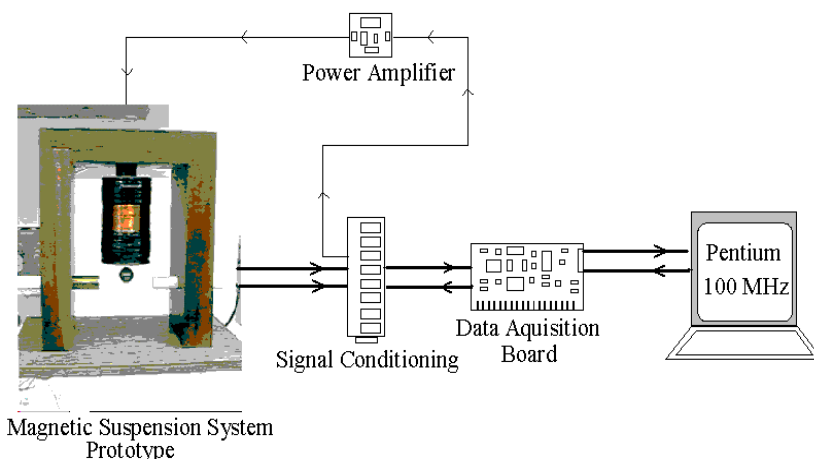 Power Amplifier
Pentium
100 MHz
Data Aquisition
Board
Signal Conditioning
Magnetic Suspension System
Prototype